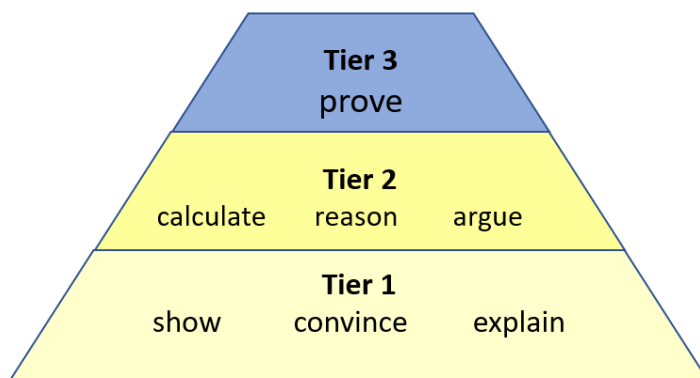 Tier 3
prove
Tier 2
calculate reason argue
Tier 1
show convince explain